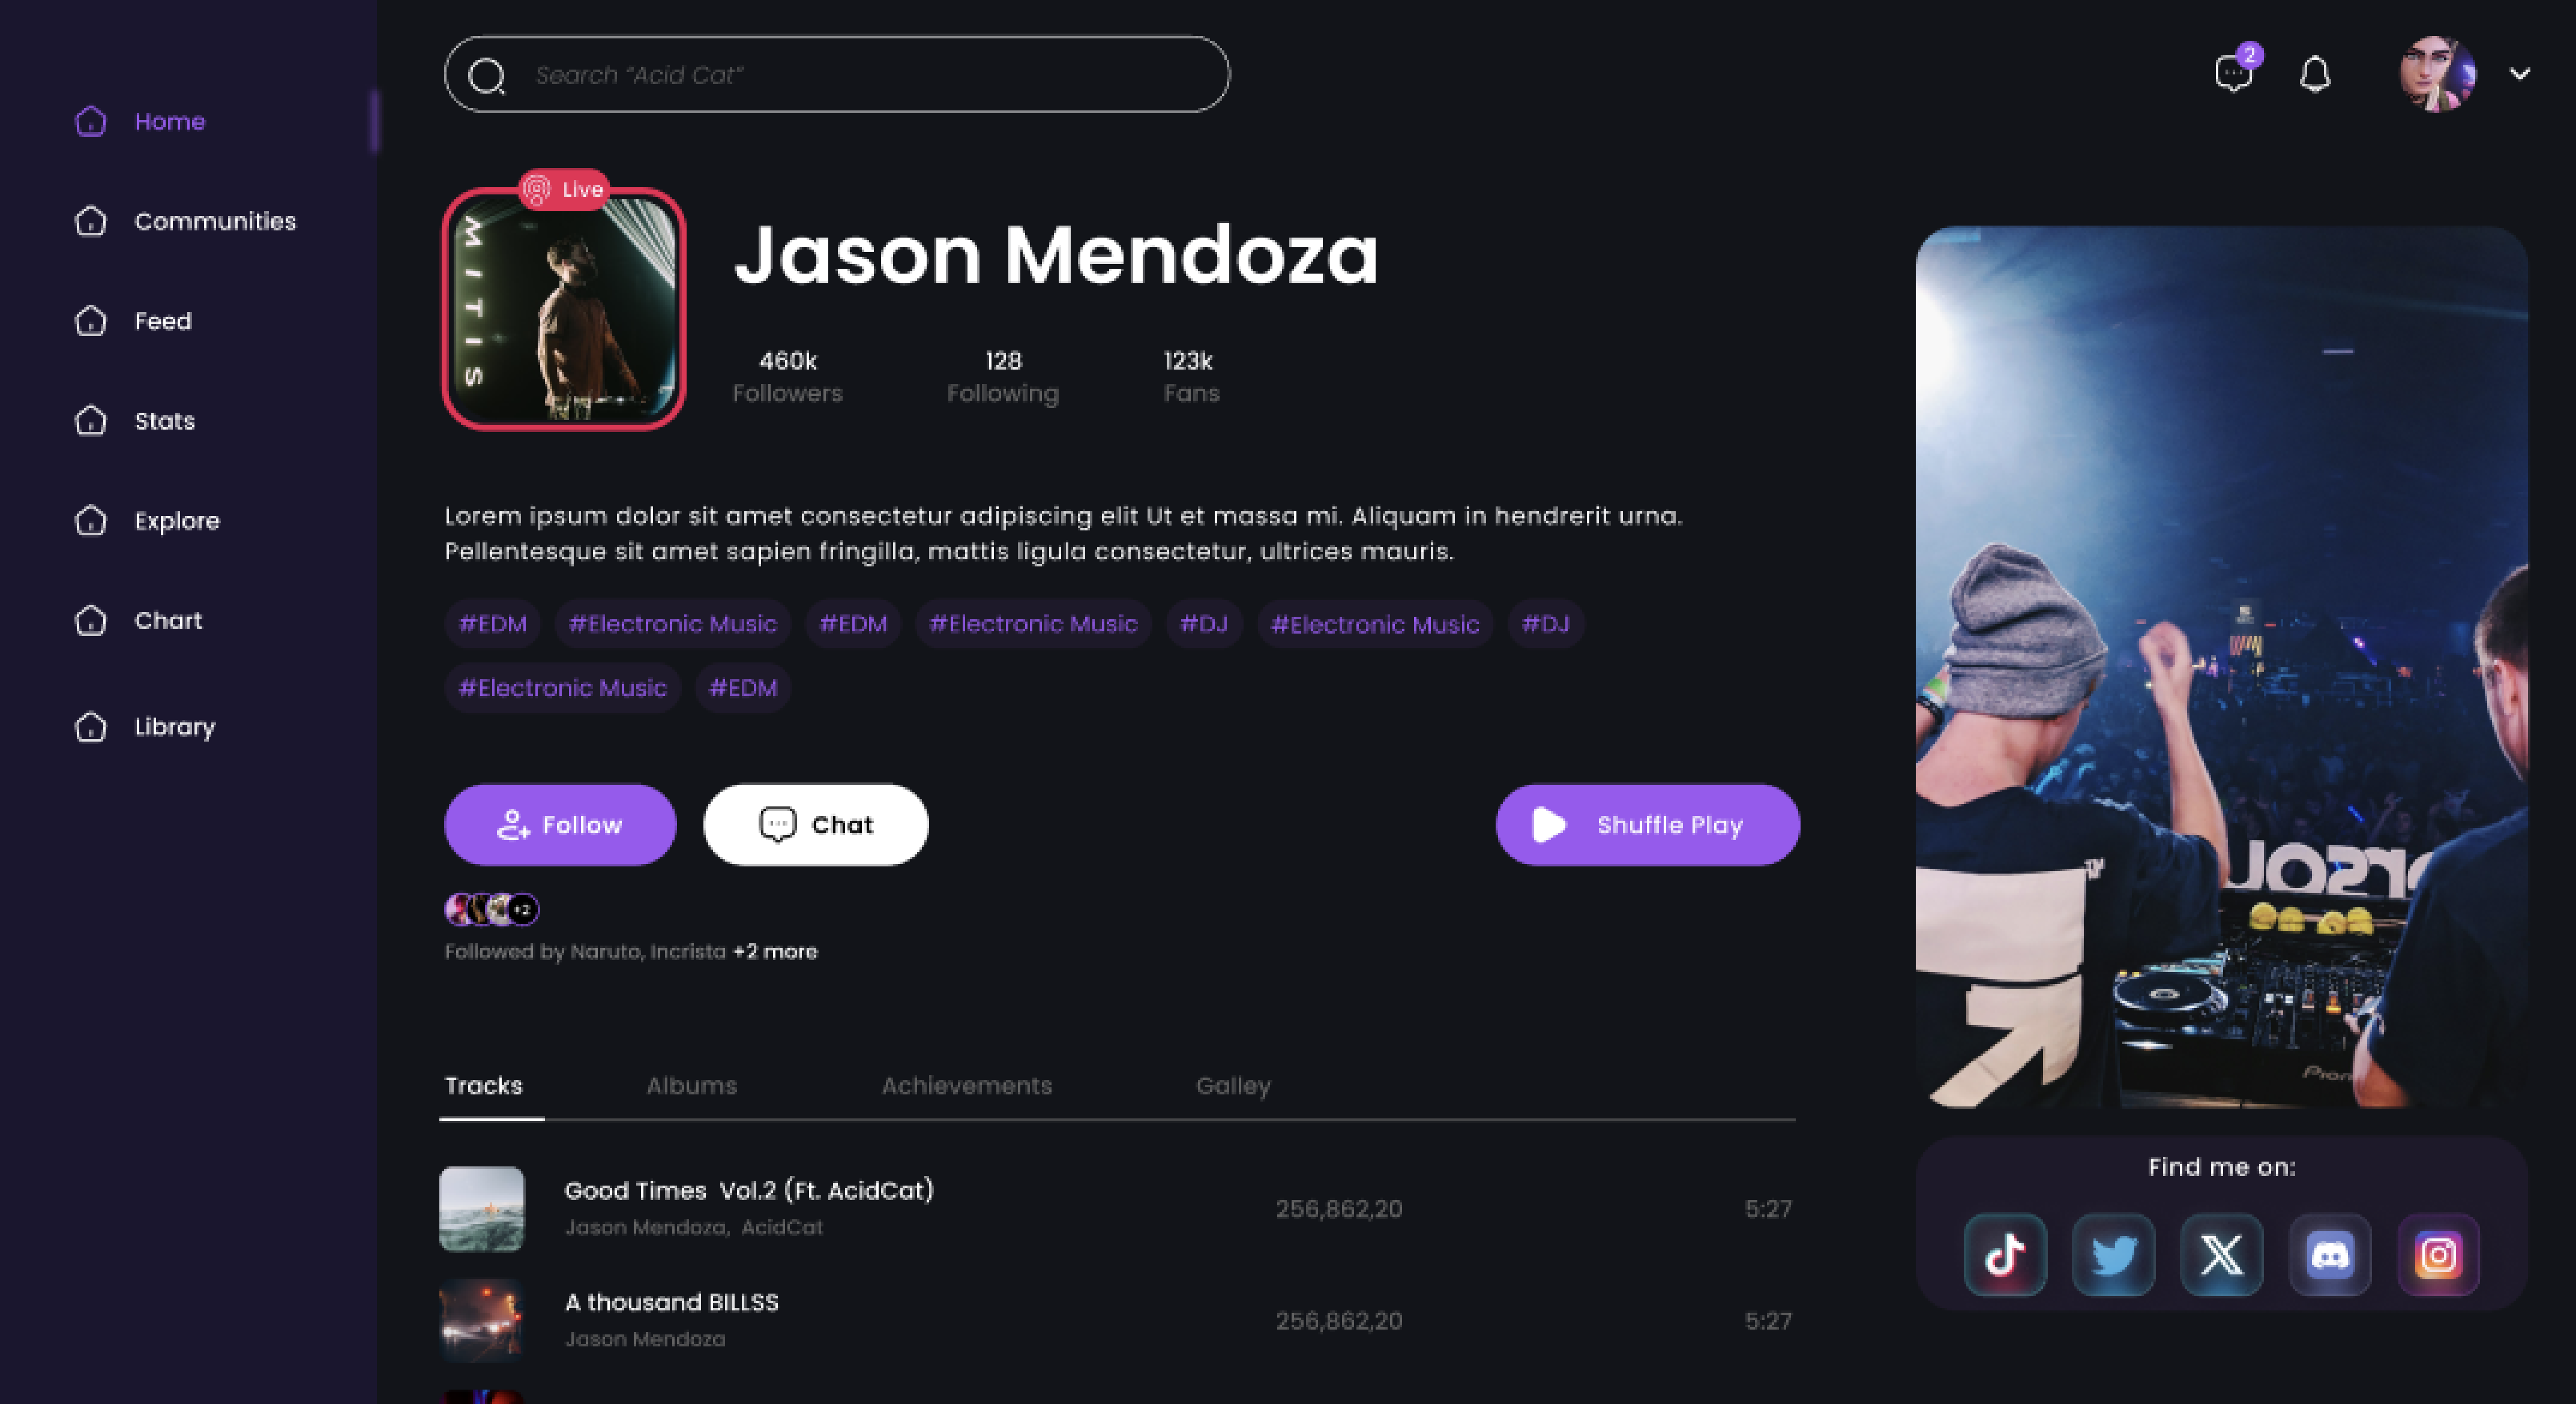 Search “Acid Cat”
2
Home
Communities
Feed
Stats
Explore
Chart
Library
Live
MITIS
Jason Mendoza
460k
Followers
128
Following
123k
Fans
Lorem ipsum dolor sit amet consectetur adipiscing elit Ut et massa mi. Aliquam in hendrerit urna.
Pellentesque sit amet sapien fringilla, mattis ligula consectetur, ultrices mauris.
#EDM #Electronic Music #EDM #Electronic Music #DJ #Electronic Music #DJ
#Electronic Music #EDM
Follow
Chat
Shuffle Play
+2
Followed by Naruto, Incrista +2 more
Tracks
Albums
Achievements
Galley
Good Times Vol.2 (Ft. AcidCat)
Jason Mendoza, AcidCat
256,862,20
5:27
A thousand BILLSS
Jason Mendoza
256,862,20
5:27
TM
Find me on: